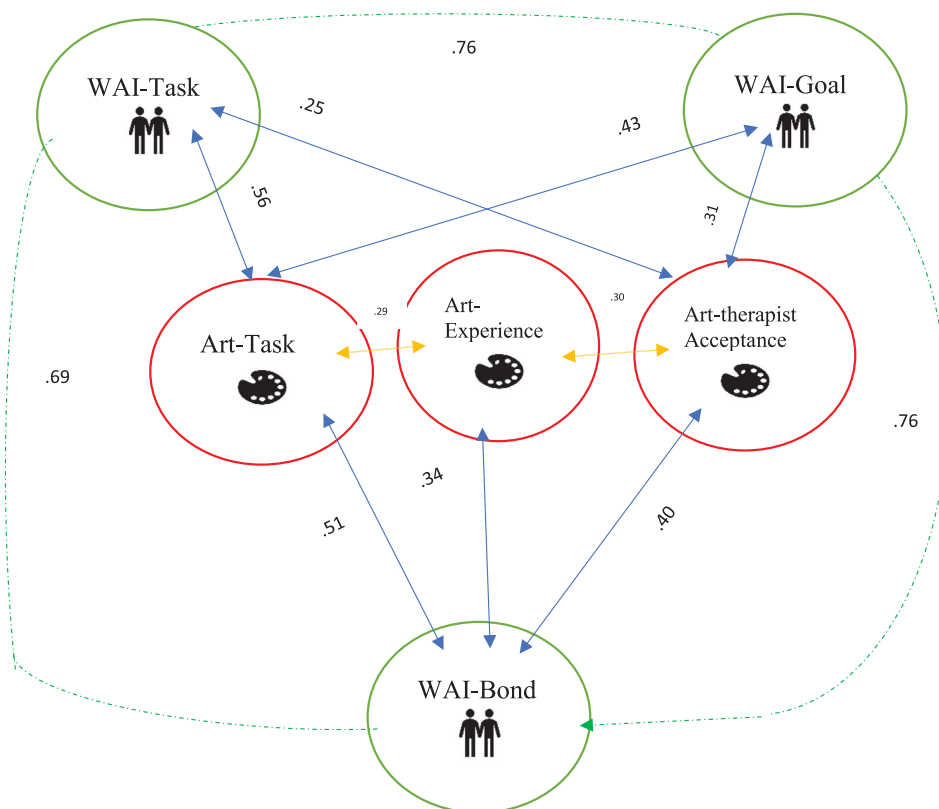 .76
WAI-Task
WAI-Goal
.25
.43
.56
.31
.29
.30
Art-
Experience
Art-therapist
Acceptance
Art-Task
.69
.76
.34
.51
.40
WAI-Bond